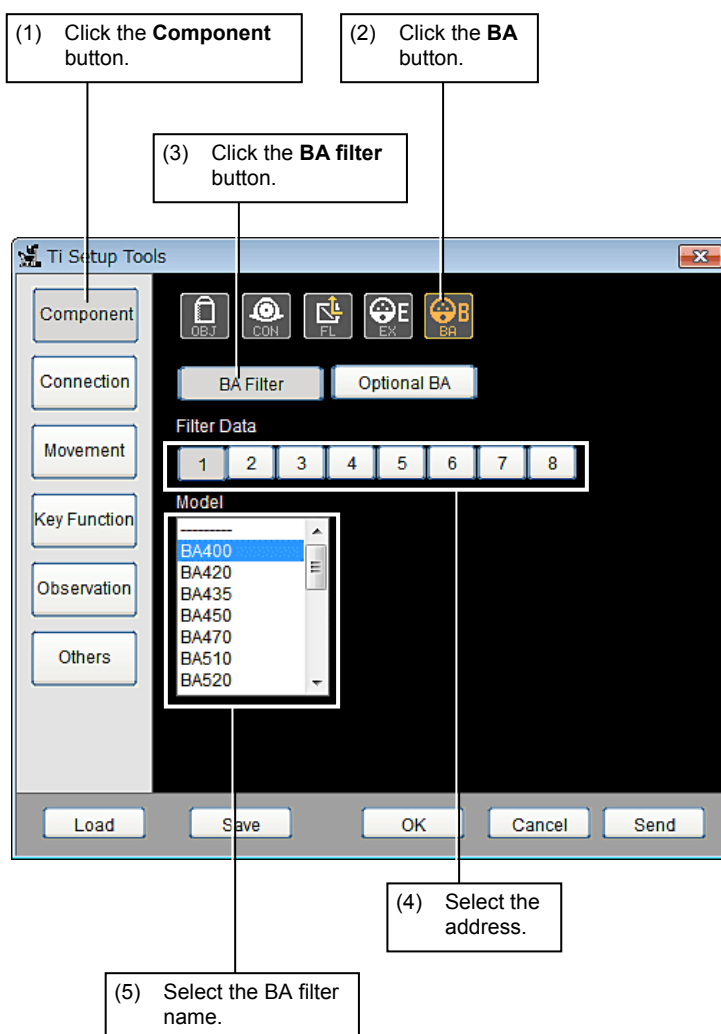 (1) Click the Component
button.
(2) Click the BA
button.
(3) Click the BA filter
button.
Ti Setup Tools
Component
OBJ
CON
FL
E
EX
B
BA
Connection
BA Filter
Optional BA
Filter Data
Movement
1 2 3 4 5 6 7 8
Model
Key Function
---------
BA400
BA420
BA435
BA450
BA470
BA510
BA520
Observation
Others
Load
Save
OK
Cancel
Send
(4) Select the
address.
(5) Select the BA filter
name.